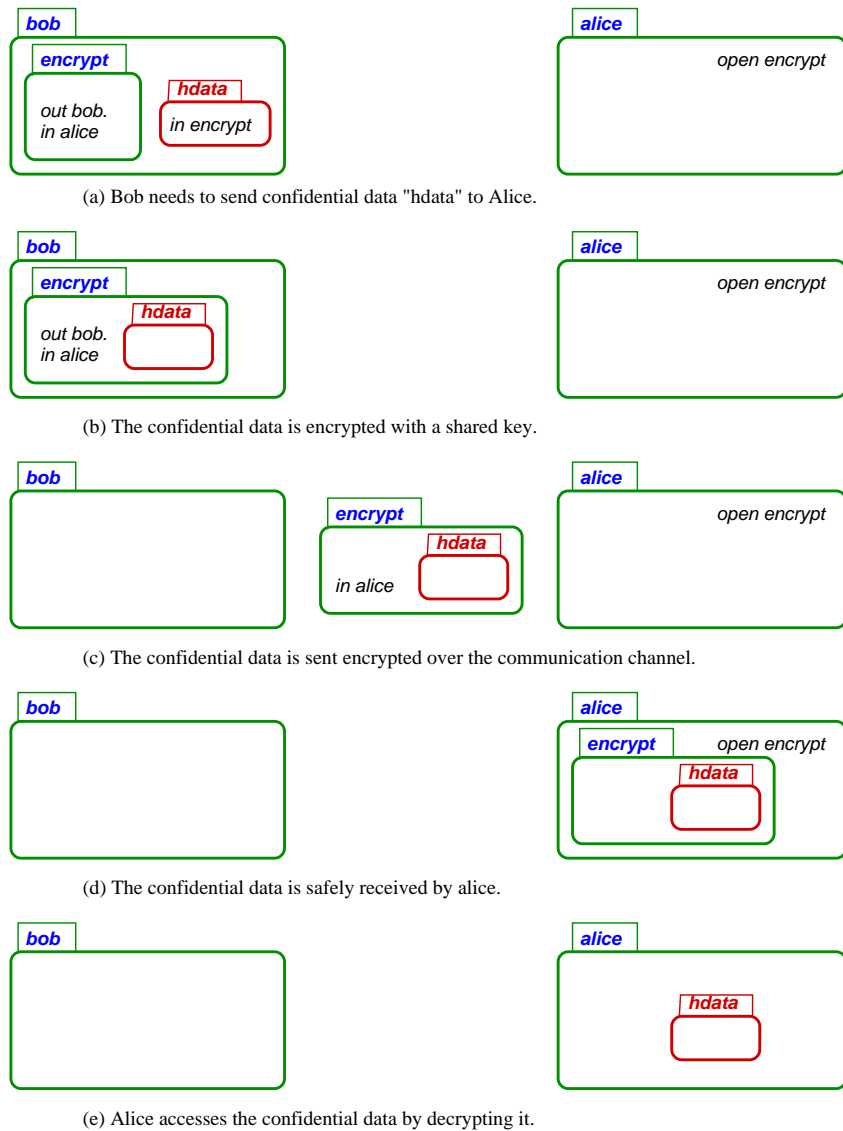 bob
alice
encrypt
open encrypt
hdata
out bob.
in alice
in encrypt
(a) Bob needs to send confidential data "hdata" to Alice.
bob
alice
encrypt
open encrypt
hdata
out bob.
in alice
(b) The confidential data is encrypted with a shared key.
bob
alice
encrypt
open encrypt
hdata
in alice
(c) The confidential data is sent encrypted over the communication channel.
bob
alice
encrypt
open encrypt
hdata
(d) The confidential data is safely received by alice.
bob
alice
hdata
(e) Alice accesses the confidential data by decrypting it.